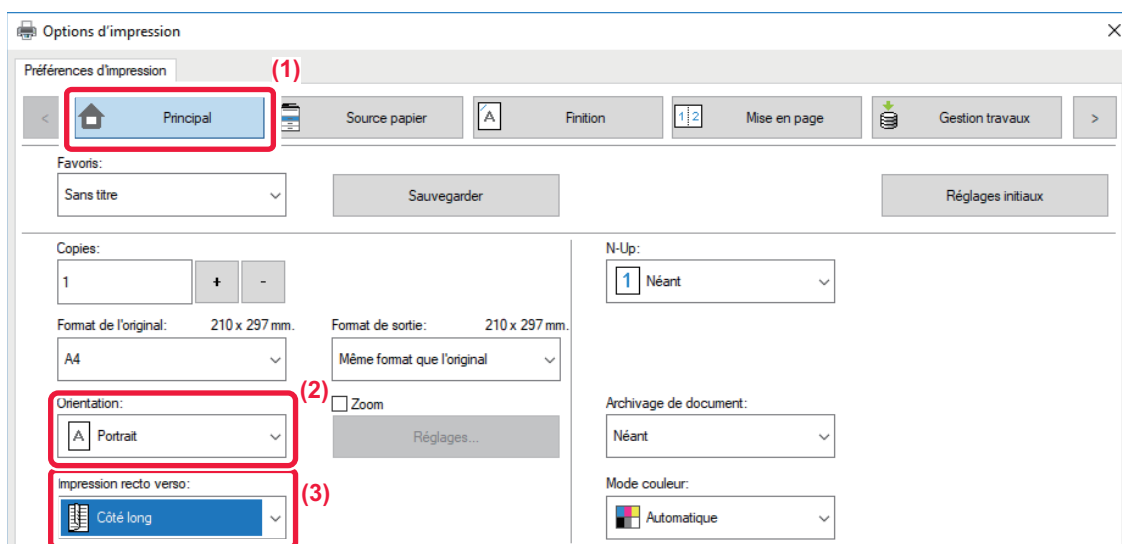 Options d'impression
Préférences d'impression
(1)
< Principal Source papier A Finition 1 2 Mise en page Gestion travaux >
Favoris:
Sans titre Sauvegarder Réglages initiaux
Copies: N-Up:
1 + - 1 Néant
Format de l'original: 210 x 297 mm. Format de sortie: 210 x 297 mm.
A4 Même format que l'original
(2)
Orientation: Zoom Archivage de document:
A Portrait Réglages... Néant
(3)
Impression recto verso: Mode couleur:
Côté long Automatique